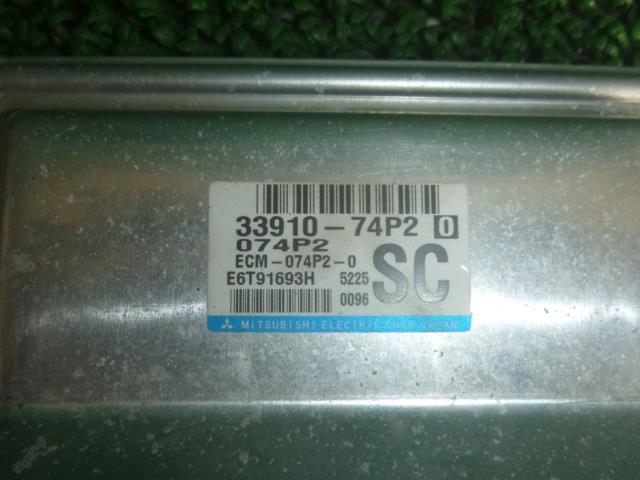 33910-74P2 0
074P2
ECM-074P2-0
E6T91693H 5225
SC
0096
MITSUBISHI ELECTRIC CORP. JAPAN